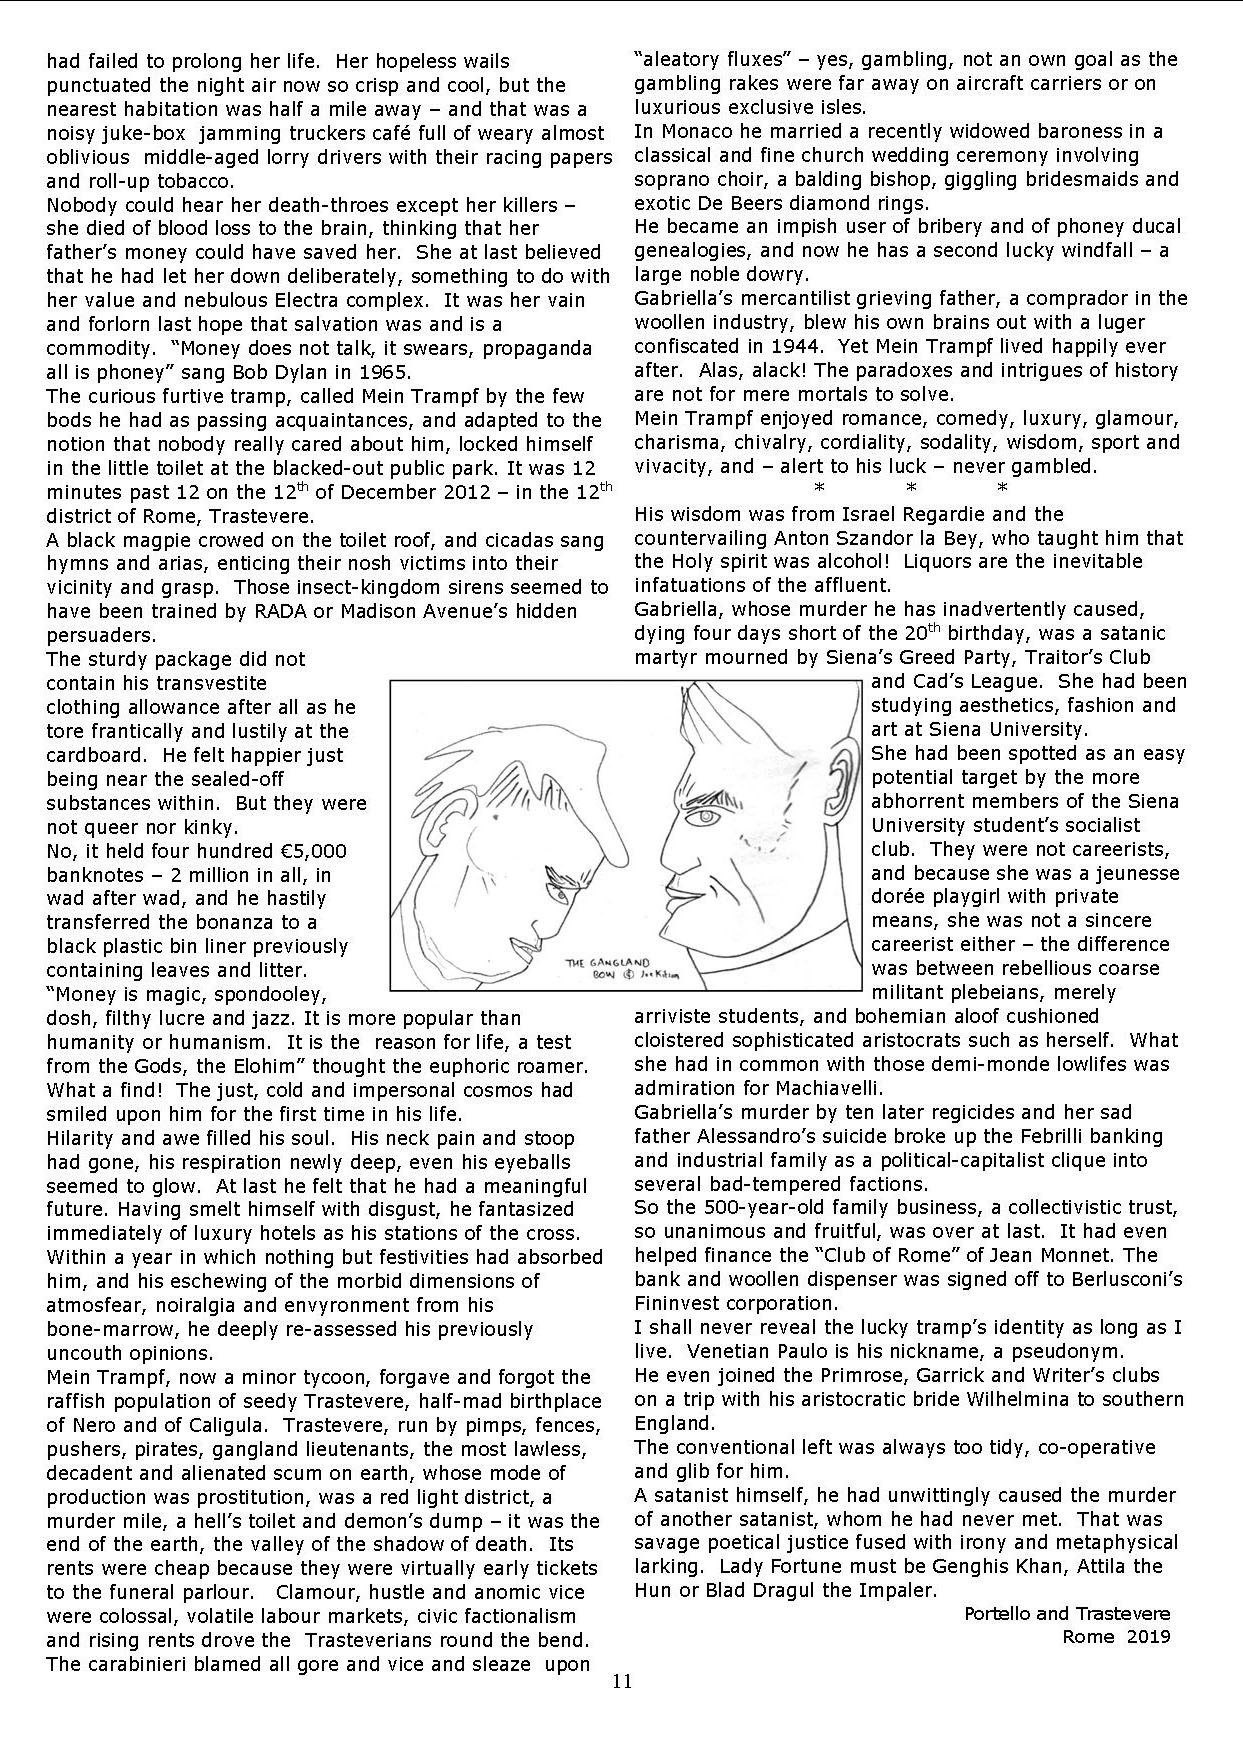 had failed to prolong her life.  Her hopeless wails
punctuated the night air now so crisp and cool, but the
nearest habitation was half a mile away – and that was a
noisy juke-box  jamming truckers café full of weary almost
oblivious  middle-aged lorry drivers with their racing papers
and roll-up tobacco.
Nobody could hear her death-throes except her killers –
she died of blood loss to the brain, thinking that her
father’s money could have saved her.  She at last believed
that he had let her down deliberately, something to do with
her value and nebulous Electra complex.  It was her vain
and forlorn last hope that salvation was and is a
commodity.  “Money does not talk, it swears, propaganda
all is phoney” sang Bob Dylan in 1965.
The curious furtive tramp, called Mein Trampf by the few
bods he had as passing acquaintances, and adapted to the
notion that nobody really cared about him, locked himself
in the little toilet at the blacked-out public park. It was 12
minutes past 12 on the 12th of December 2012 – in the 12th
district of Rome, Trastevere.
A black magpie crowed on the toilet roof, and cicadas sang
hymns and arias, enticing their nosh victims into their
vicinity and grasp.  Those insect-kingdom sirens seemed to
have been trained by RADA or Madison Avenue’s hidden
persuaders.
The sturdy package did not
contain his transvestite
clothing allowance after all as he
tore frantically and lustily at the
cardboard.  He felt happier just
being near the sealed-off
substances within.  But they were
not queer nor kinky.
No, it held four hundred €5,000
banknotes – 2 million in all, in
wad after wad, and he hastily
transferred the bonanza to a
black plastic bin liner previously
containing leaves and litter.
“Money is magic, spondooley,
dosh, filthy lucre and jazz. It is more popular than
humanity or humanism.  It is the  reason for life, a test
from the Gods, the Elohim” thought the euphoric roamer.
What a find!  The just, cold and impersonal cosmos had
smiled upon him for the first time in his life.
Hilarity and awe filled his soul.  His neck pain and stoop
had gone, his respiration newly deep, even his eyeballs
seemed to glow.  At last he felt that he had a meaningful
future. Having smelt himself with disgust, he fantasized
immediately of luxury hotels as his stations of the cross.
Within a year in which nothing but festivities had absorbed
him, and his eschewing of the morbid dimensions of
atmosfear, noiralgia and envyronment from his
bone-marrow, he deeply re-assessed his previously
uncouth opinions.
Mein Trampf, now a minor tycoon, forgave and forgot the
raffish population of seedy Trastevere, half-mad birthplace
of Nero and of Caligula.  Trastevere, run by pimps, fences,
pushers, pirates, gangland lieutenants, the most lawless,
decadent and alienated scum on earth, whose mode of
production was prostitution, was a red light district, a
murder mile, a hell’s toilet and demon’s dump – it was the
end of the earth, the valley of the shadow of death.  Its
rents were cheap because they were virtually early tickets
to the funeral parlour.   Clamour, hustle and anomic vice
were colossal, volatile labour markets, civic factionalism
and rising rents drove the  Trasteverians round the bend.
The carabinieri blamed all gore and vice and sleaze  upon
“aleatory fluxes” – yes, gambling, not an own goal as the
gambling rakes were far away on aircraft carriers or on
luxurious exclusive isles.
In Monaco he married a recently widowed baroness in a
classical and fine church wedding ceremony involving
soprano choir, a balding bishop, giggling bridesmaids and
exotic De Beers diamond rings.
He became an impish user of bribery and of phoney ducal
genealogies, and now he has a second lucky windfall – a
large noble dowry.
Gabriella’s mercantilist grieving father, a comprador in the
woollen industry, blew his own brains out with a luger
confiscated in 1944.  Yet Mein Trampf lived happily ever
after.  Alas, alack! The paradoxes and intrigues of history
are not for mere mortals to solve.
Mein Trampf enjoyed romance, comedy, luxury, glamour,
charisma, chivalry, cordiality, sodality, wisdom, sport and
vivacity, and – alert to his luck – never gambled.
* * *
His wisdom was from Israel Regardie and the
countervailing Anton Szandor la Bey, who taught him that
the Holy spirit was alcohol!  Liquors are the inevitable
infatuations of the affluent.
Gabriella, whose murder he has inadvertently caused,
dying four days short of the 20th birthday, was a satanic
martyr mourned by Siena’s Greed Party, Traitor’s Club
and Cad’s League.  She had been
studying aesthetics, fashion and
art at Siena University.
She had been spotted as an easy
potential target by the more
abhorrent members of the Siena
University student’s socialist
club.  They were not careerists,
and because she was a jeunesse
dorée playgirl with private
means, she was not a sincere
careerist either – the difference
was between rebellious coarse
militant plebeians, merely
arriviste students, and bohemian aloof cushioned
cloistered sophisticated aristocrats such as herself.  What
she had in common with those demi-monde lowlifes was
admiration for Machiavelli.
Gabriella’s murder by ten later regicides and her sad
father Alessandro’s suicide broke up the Febrilli banking
and industrial family as a political-capitalist clique into
several bad-tempered factions.
So the 500-year-old family business, a collectivistic trust,
so unanimous and fruitful, was over at last.  It had even
helped finance the “Club of Rome” of Jean Monnet. The
bank and woollen dispenser was signed off to Berlusconi’s
Fininvest corporation.
I shall never reveal the lucky tramp’s identity as long as I
live.  Venetian Paulo is his nickname, a pseudonym.
He even joined the Primrose, Garrick and Writer’s clubs
on a trip with his aristocratic bride Wilhelmina to southern
England.
The conventional left was always too tidy, co-operative
and glib for him.
A satanist himself, he had unwittingly caused the murder
of another satanist, whom he had never met.  That was
savage poetical justice fused with irony and metaphysical
larking.  Lady Fortune must be Genghis Khan, Attila the
Hun or Blad Dragul the Impaler.
Portello and Trastevere
Rome  2019
THE GANGLAND
BOW
11